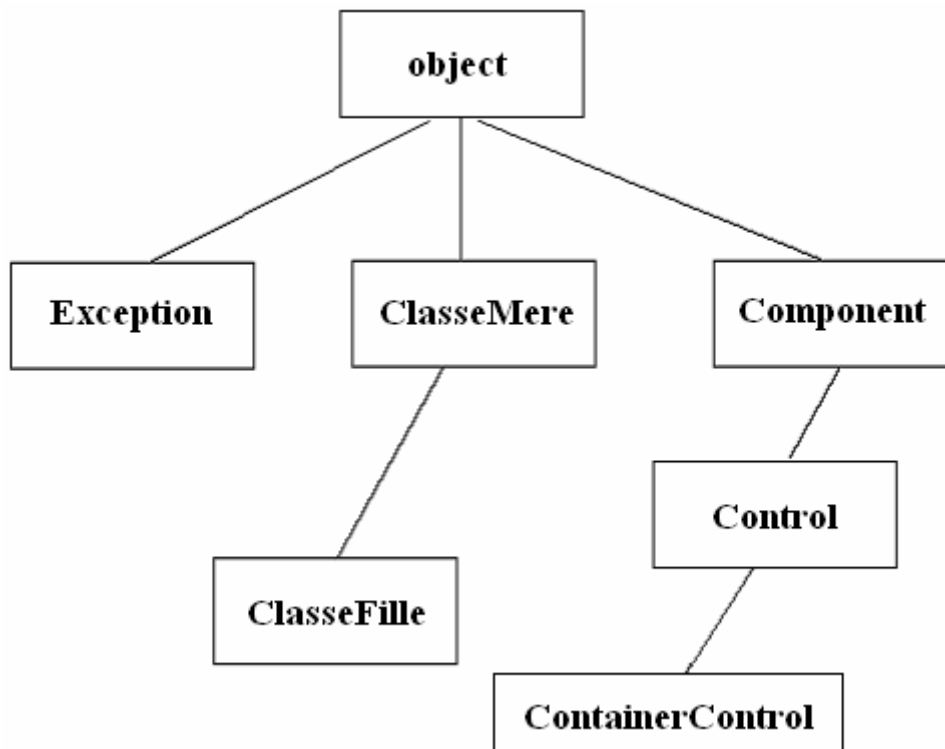 object
Exception
ClasseMere
Component
Control
ClasseFille
ContainerControl